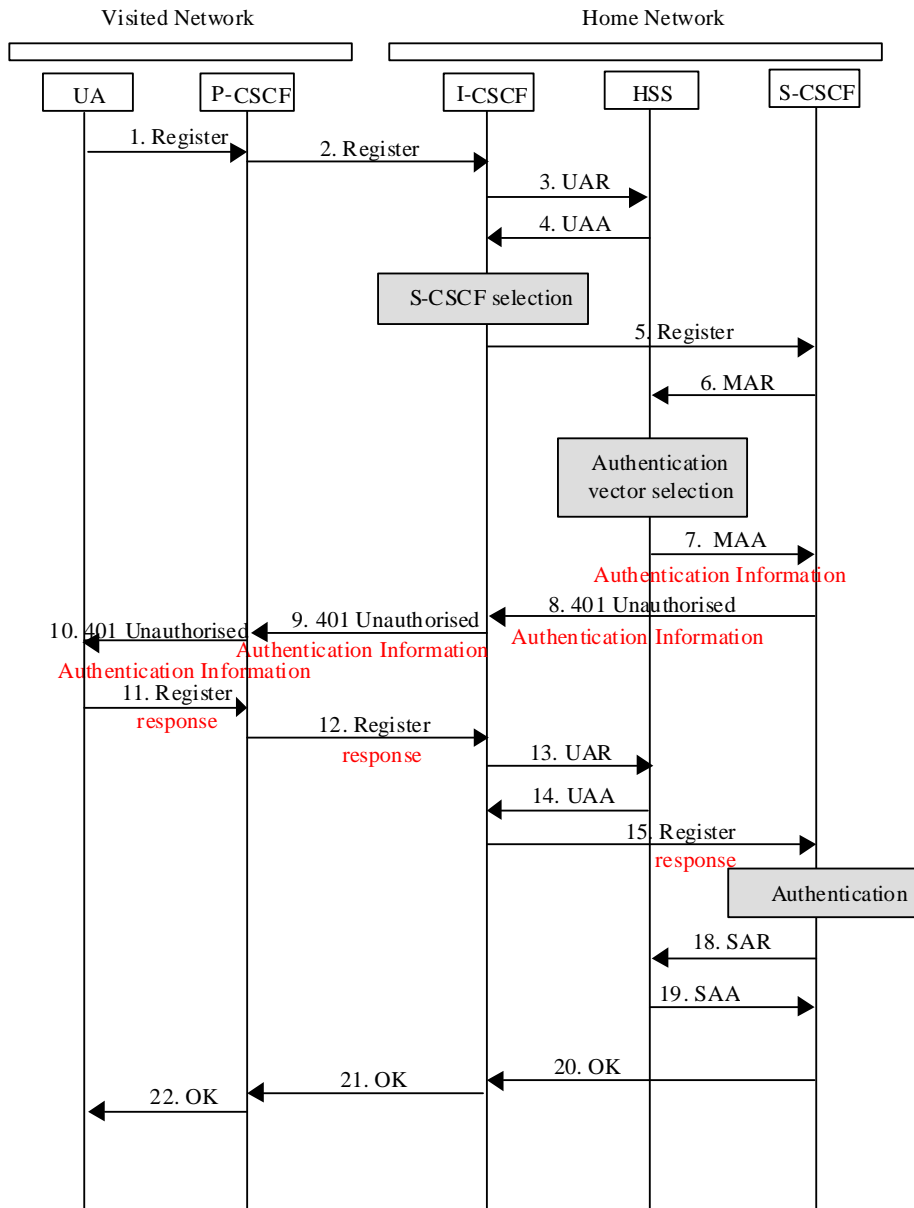 Visited Network
Home Network
UA
P-CSCF
I-CSCF
HSS
S-CSCF
1. Register
2. Register
3. UAR
4. UAA
S-CSCF selection
5. Register
6. MAR
Authentication
vector selection
7. MAA
Authentication Information
8. 401 Unauthorised
Authentication Information
9. 401 Unauthorised
Authentication Information
10. 401 Unauthorised
Authentication Information
11. Register
response
12. Register
response
13. UAR
14. UAA
15. Register
response
Authentication
18. SAR
19. SAA
20. OK
21. OK
22. OK